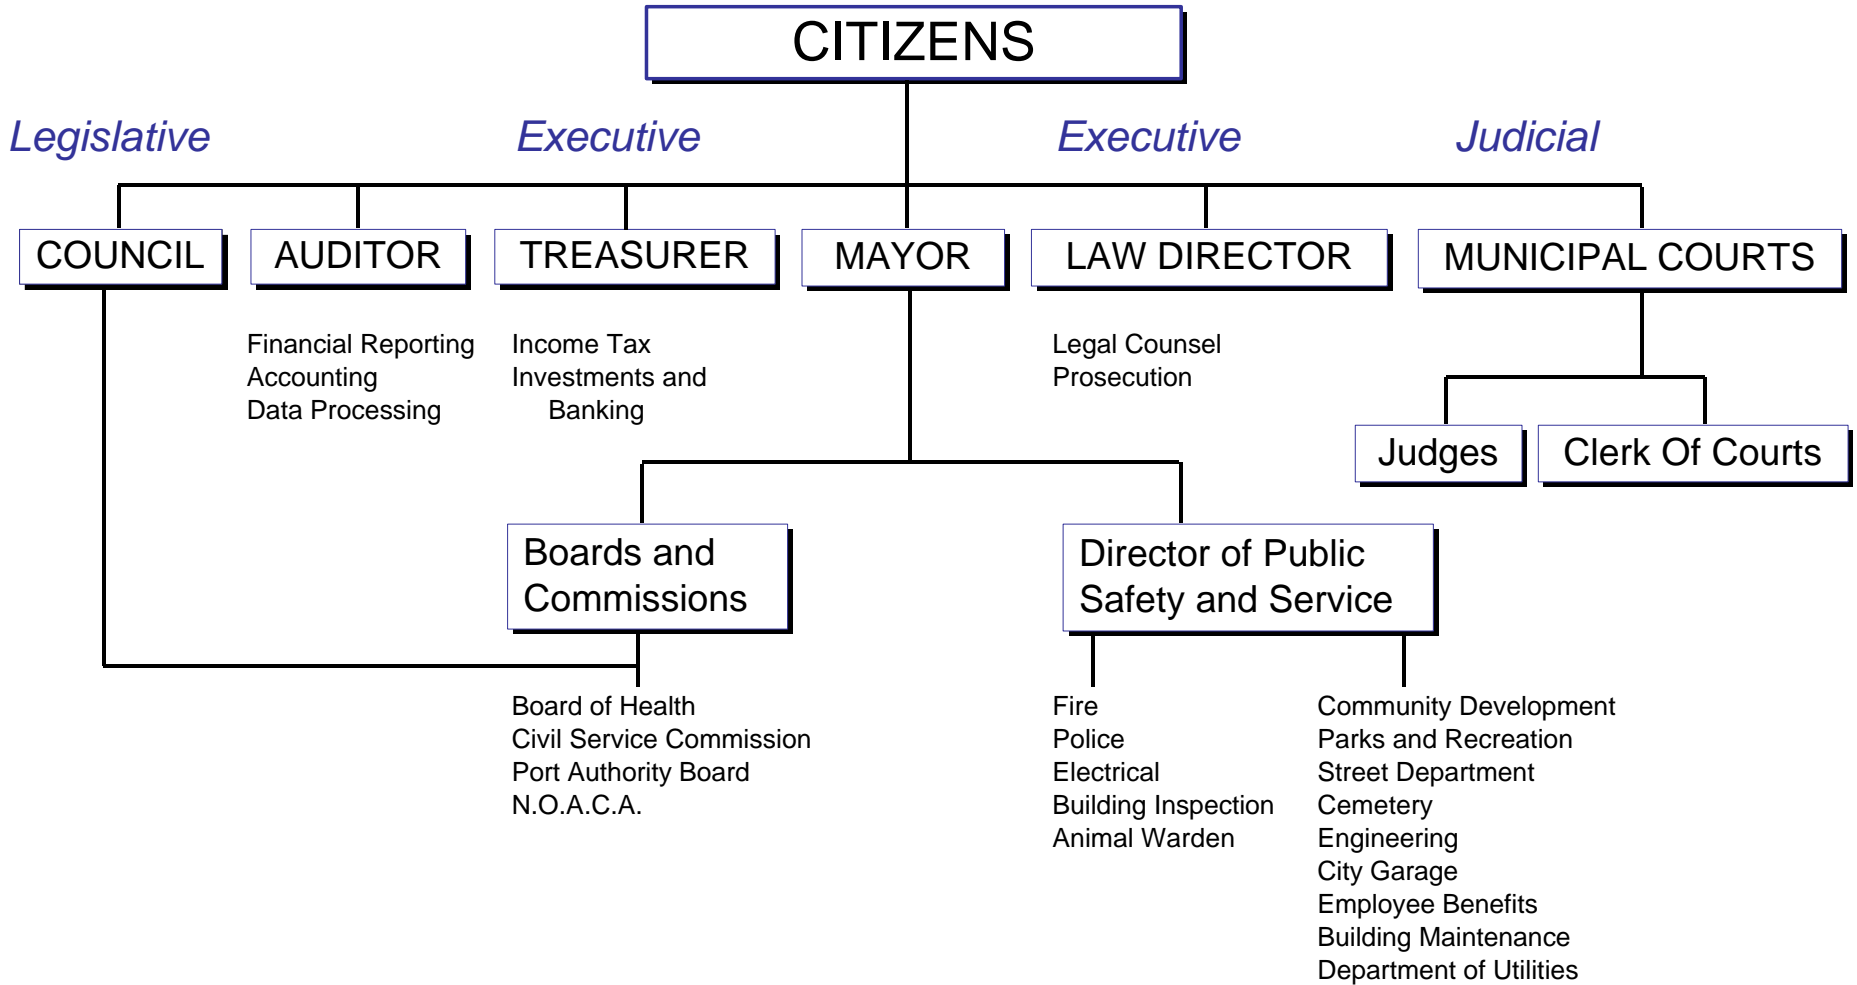 CITIZENS
Legislative
Executive
Executive
Judicial
COUNCIL
AUDITOR
TREASURER
MAYOR
LAW DIRECTOR
MUNICIPAL COURTS
Financial Reporting
Accounting
Data Processing
Income Tax
Investments and
Banking
Legal Counsel
Prosecution
Judges
Clerk Of Courts
Boards and
Commissions
Director of Public
Safety and Service
Board of Health
Civil Service Commission
Port Authority Board
N.O.A.C.A.
Fire
Police
Electrical
Building Inspection
Animal Warden
Community Development
Parks and Recreation
Street Department
Cemetery
Engineering
City Garage
Employee Benefits
Building Maintenance
Department of Utilities